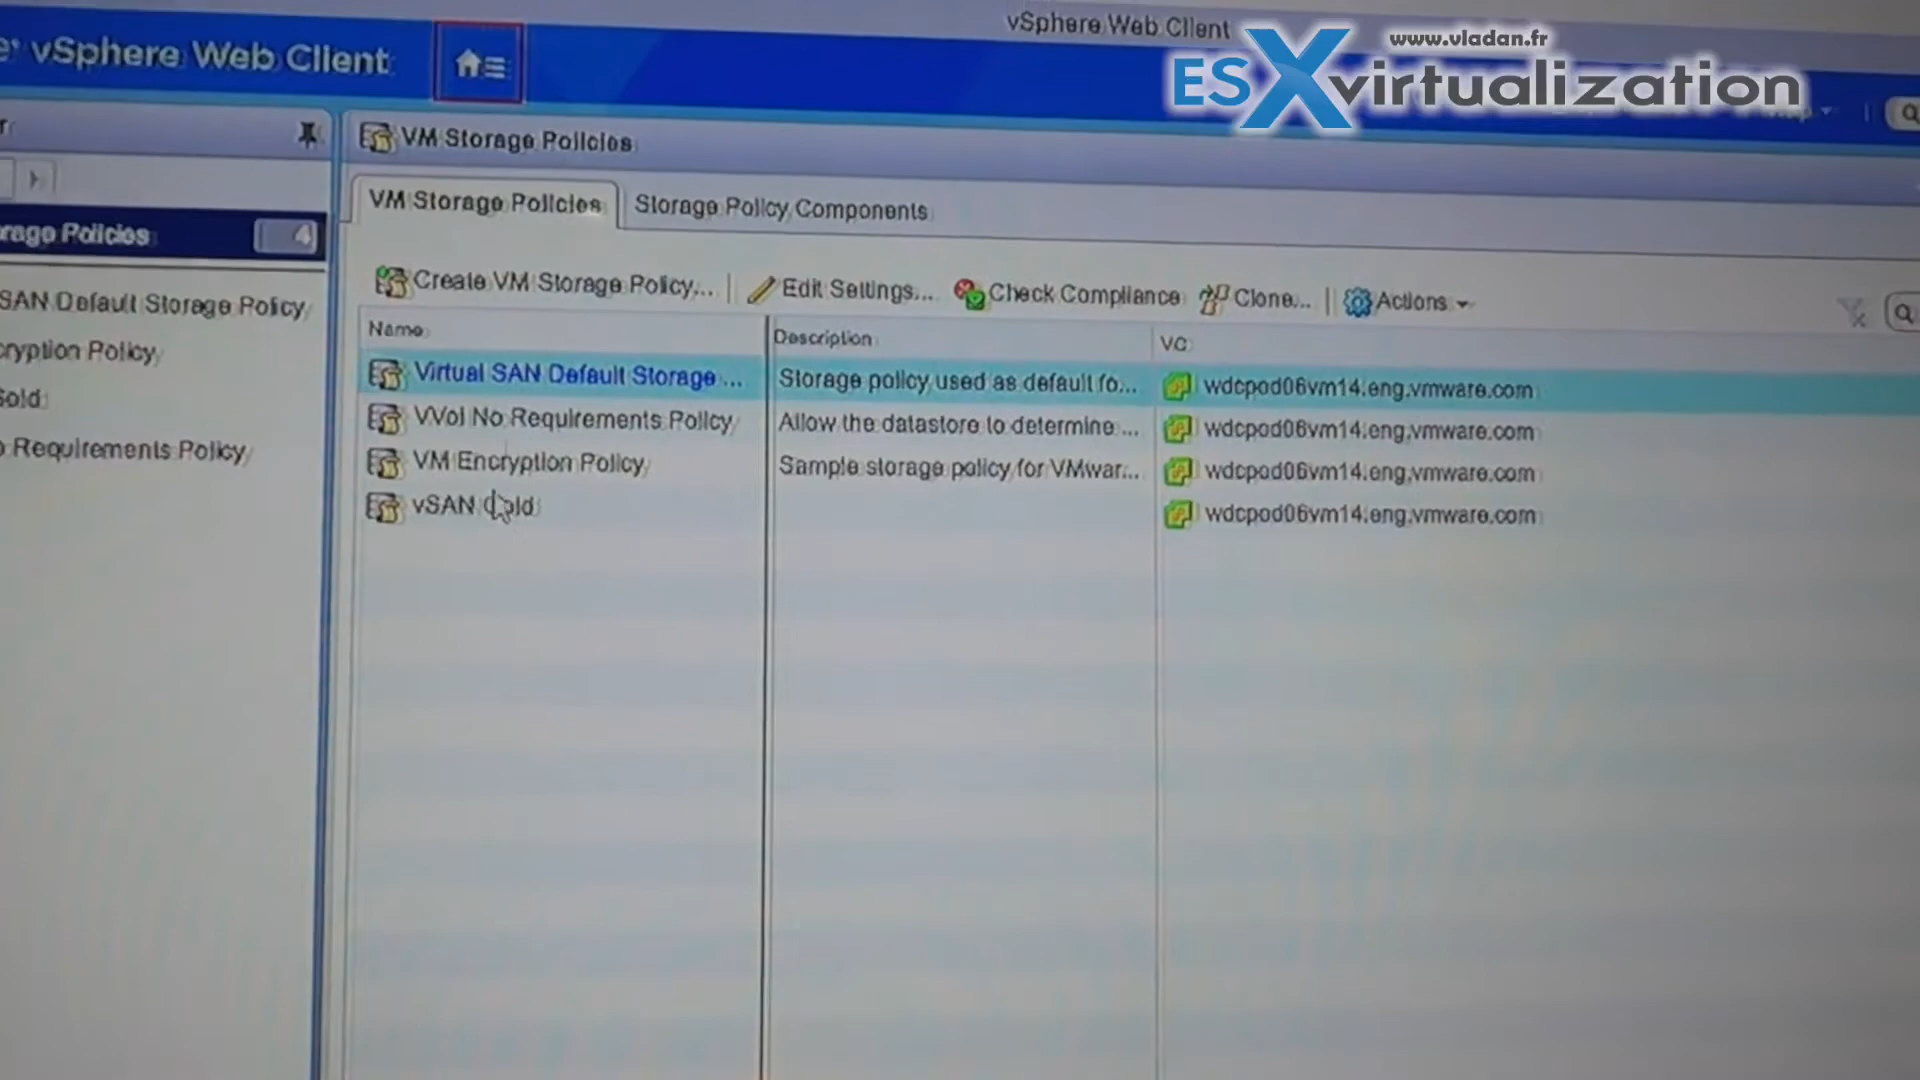 vSphere Web Client
www.vladan.fr
ESXvirtualization
vSphere Web Client
VM Storage Policies
VM Storage Policies
Storage Policy Components
rage Policies 4
SAN Default Storage Policy
cryption Policy
Gold
o Requirements Policy
Create VM Storage Policy... | Edit Settings... Check Compliance Clone... | Actions
Name Description VC
Virtual SAN Default Storage ... Storage policy used as default fo... wdcpod06vm14.eng.vmware.com
VVol No Requirements Policy Allow the datastore to determine ... wdcpod06vm14.eng.vmware.com
VM Encryption Policy Sample storage policy for VMwar... wdcpod06vm14.eng.vmware.com
vSAN Gold wdcpod06vm14.eng.vmware.com